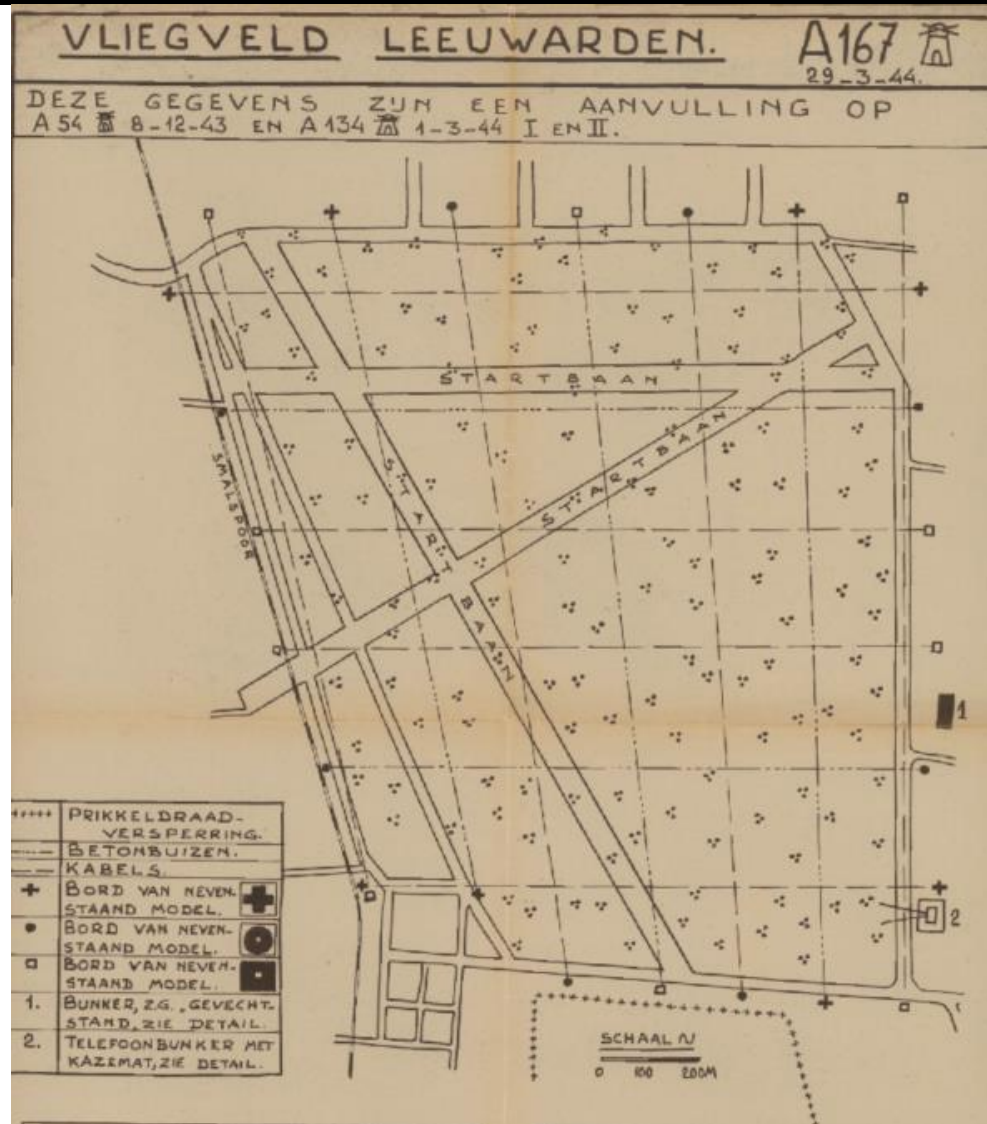 VLIEGVELD LEEUWARDEN.
A167
29-3-44.
DEZE GEGEVENS ZIJN EEN AANVULLING OP
A 54 8-12-43 EN A 134 1-3-44 I EN II.
STARTBAAN
STARTBAAN
STARTBAAN
SMALSPOOR
1
2
PRIKKELDRAAD-
VERSPERRING.
BETONBUIZEN.
KABELS.
BORD VAN NEVEN-
STAAND MODEL.
BORD VAN NEVEN-
STAAND MODEL.
BORD VAN NEVEN-
STAAND MODEL.
1. BUNKER, Z.G. „GEVECHT-
STAND, ZIE DETAIL.
2. TELEFOONBUNKER MET
KAZEMAT, ZIE DETAIL.
SCHAAL N
0 100 200M